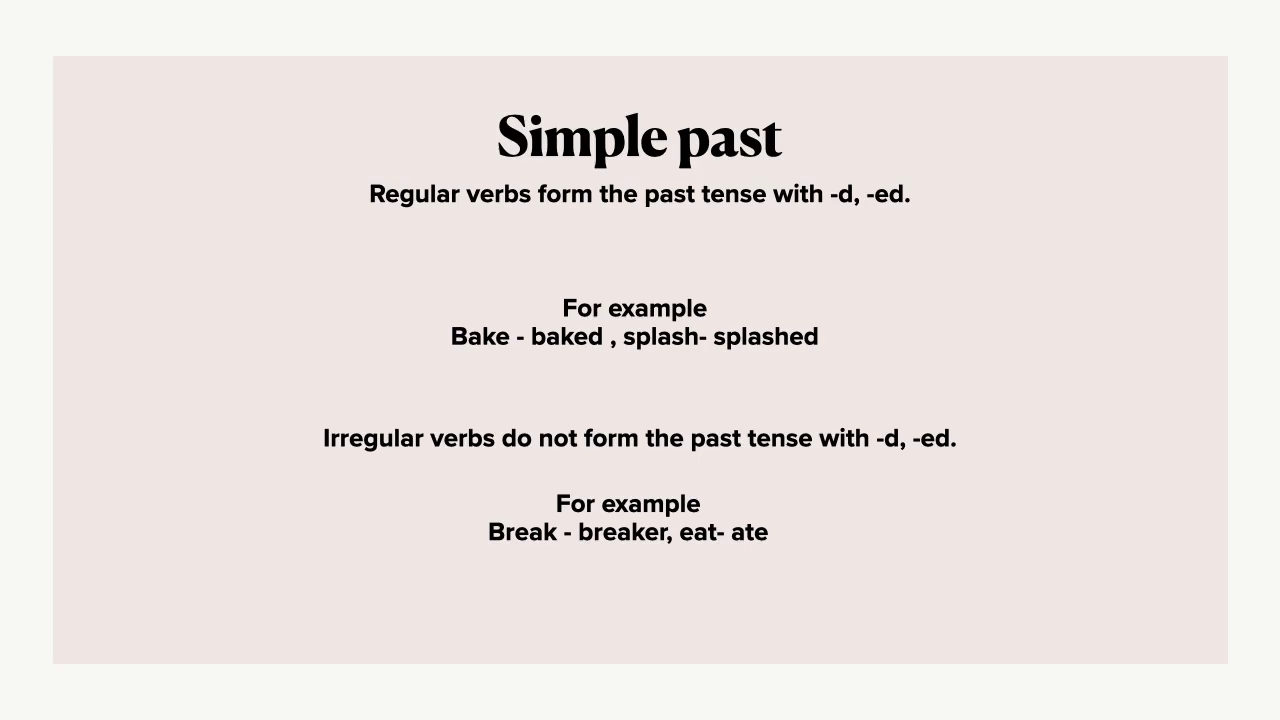 Simple past
Regular verbs form the past tense with -d, -ed.
For example
Bake - baked , splash- splashed
Irregular verbs do not form the past tense with -d, -ed.
For example
Break - breaker, eat- ate